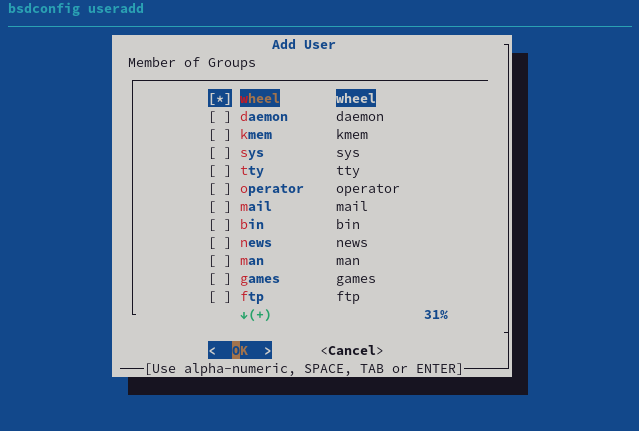 bsdconfig useradd
Add User
Member of Groups
[*] wheel wheel
[ ] daemon daemon
[ ] kmem kmem
[ ] sys sys
[ ] tty tty
[ ] operator operator
[ ] mail mail
[ ] bin bin
[ ] news news
[ ] man man
[ ] games games
[ ] ftp ftp
↓(+) 31%
< OK > <Cancel>
[Use alpha-numeric, SPACE, TAB or ENTER]